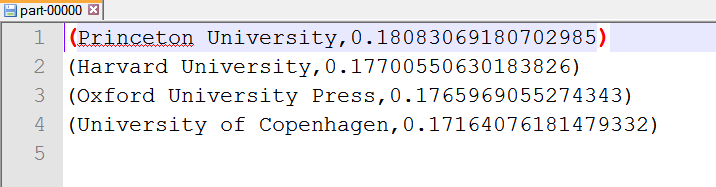 part-00000
1 (Princeton University,0.18083069180702985)
2 (Harvard University,0.17700550630183826)
3 (Oxford University Press,0.1765969055274343)
4 (University of Copenhagen,0.17164076181479332)
5